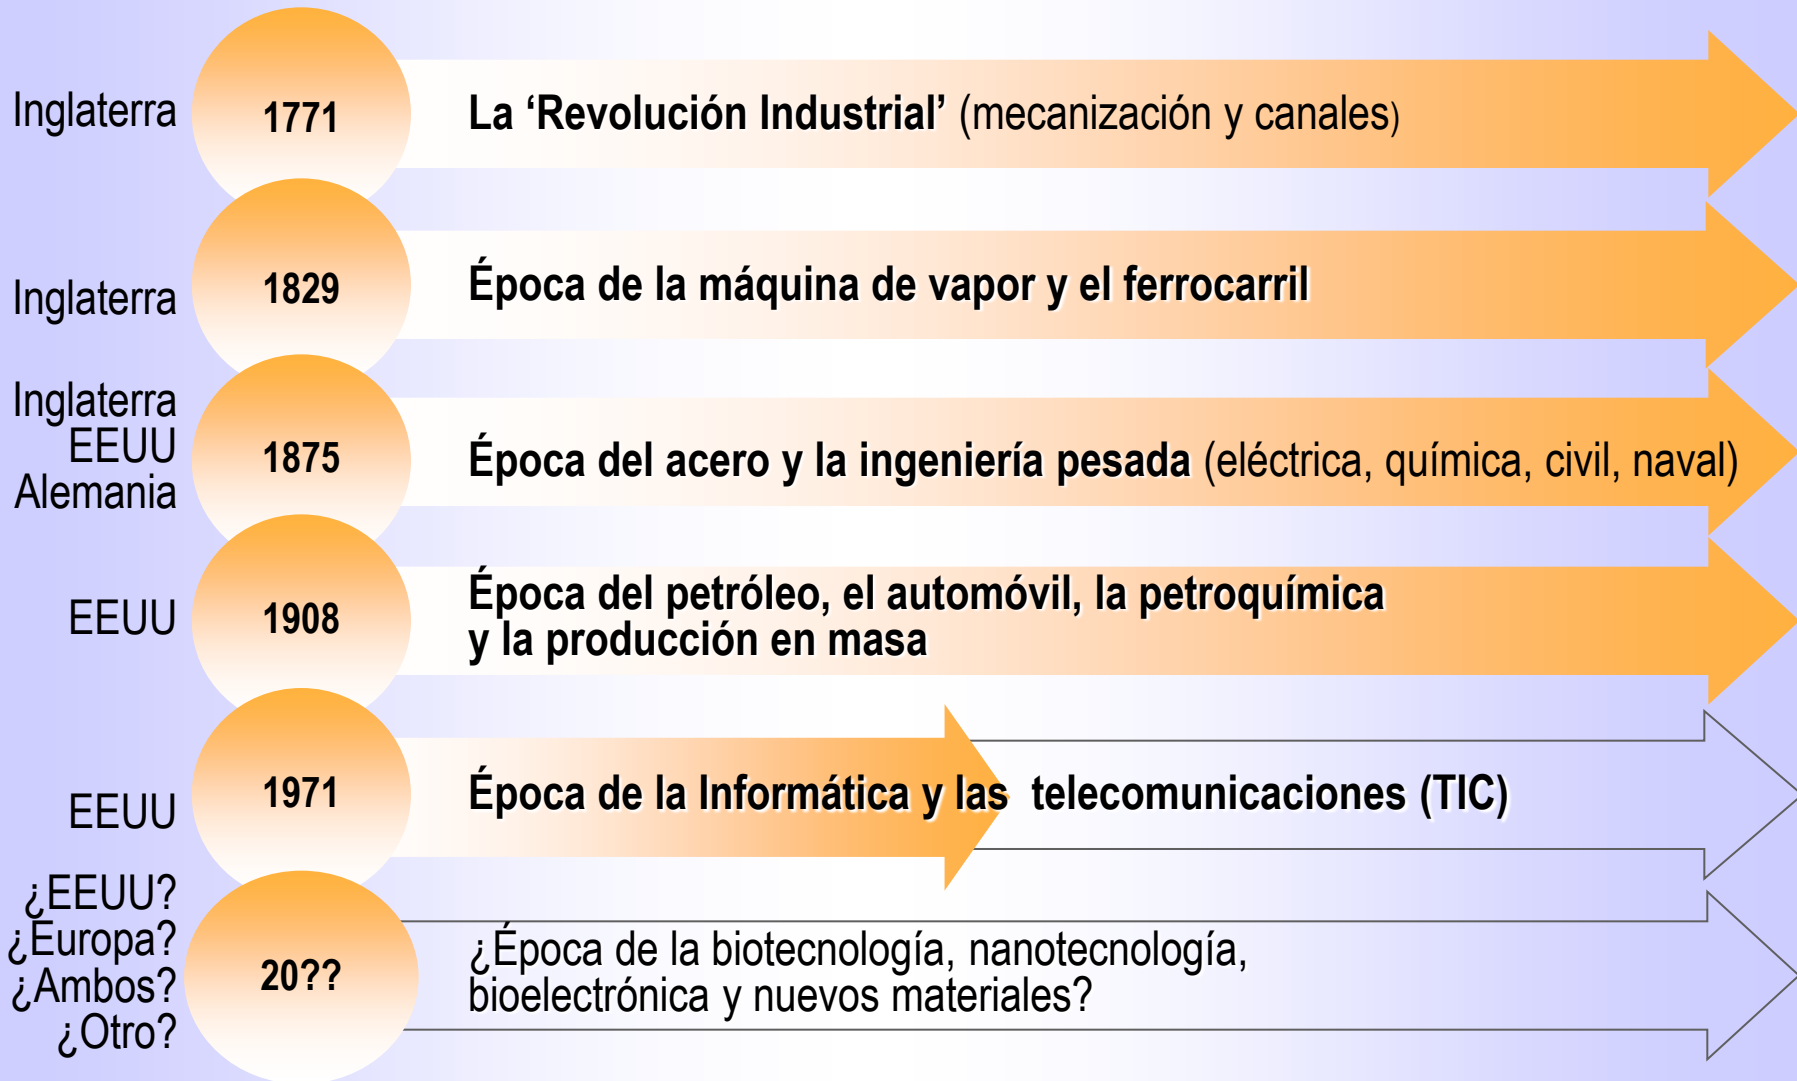 Inglaterra
1771
La ‘Revolución Industrial’ (mecanización y canales)
Inglaterra
1829
Época de la máquina de vapor y el ferrocarril
Inglaterra
EEUU
Alemania
1875
Época del acero y la ingeniería pesada (eléctrica, química, civil, naval)
EEUU
1908
Época del petróleo, el automóvil, la petroquímica
y la producción en masa
EEUU
1971
Época de la Informática y las telecomunicaciones (TIC)
¿EEUU?
¿Europa?
¿Ambos?
¿Otro?
20??
¿Época de la biotecnología, nanotecnología,
bioelectrónica y nuevos materiales?